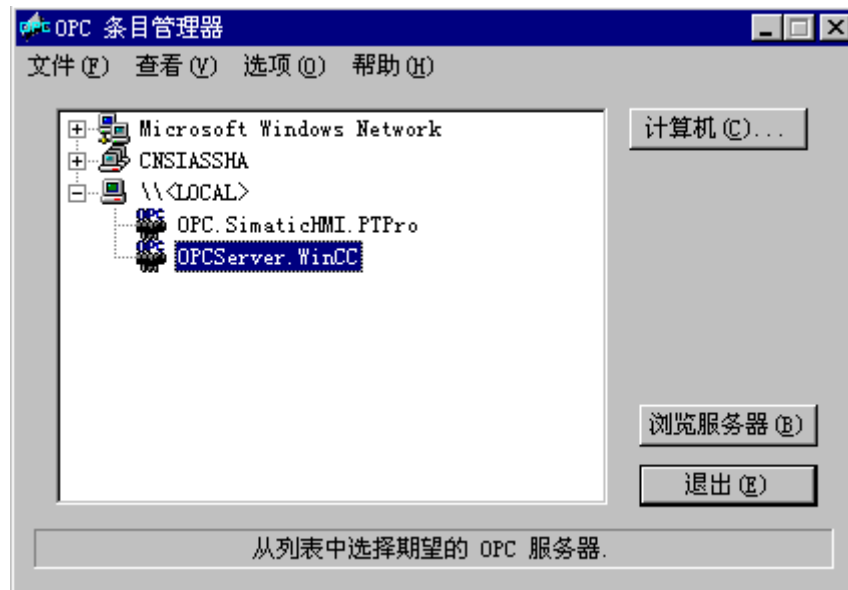 OPC 条目管理器
文件(F) 查看(V) 选项(O) 帮助(H)
Microsoft Windows Network
计算机(C)...
CNSIASSHA
\\<LOCAL>
OPC.SimaticHMI.PTPro
OPCServer.WinCC
浏览服务器(B)
退出(E)
从列表中选择期望的 OPC 服务器.